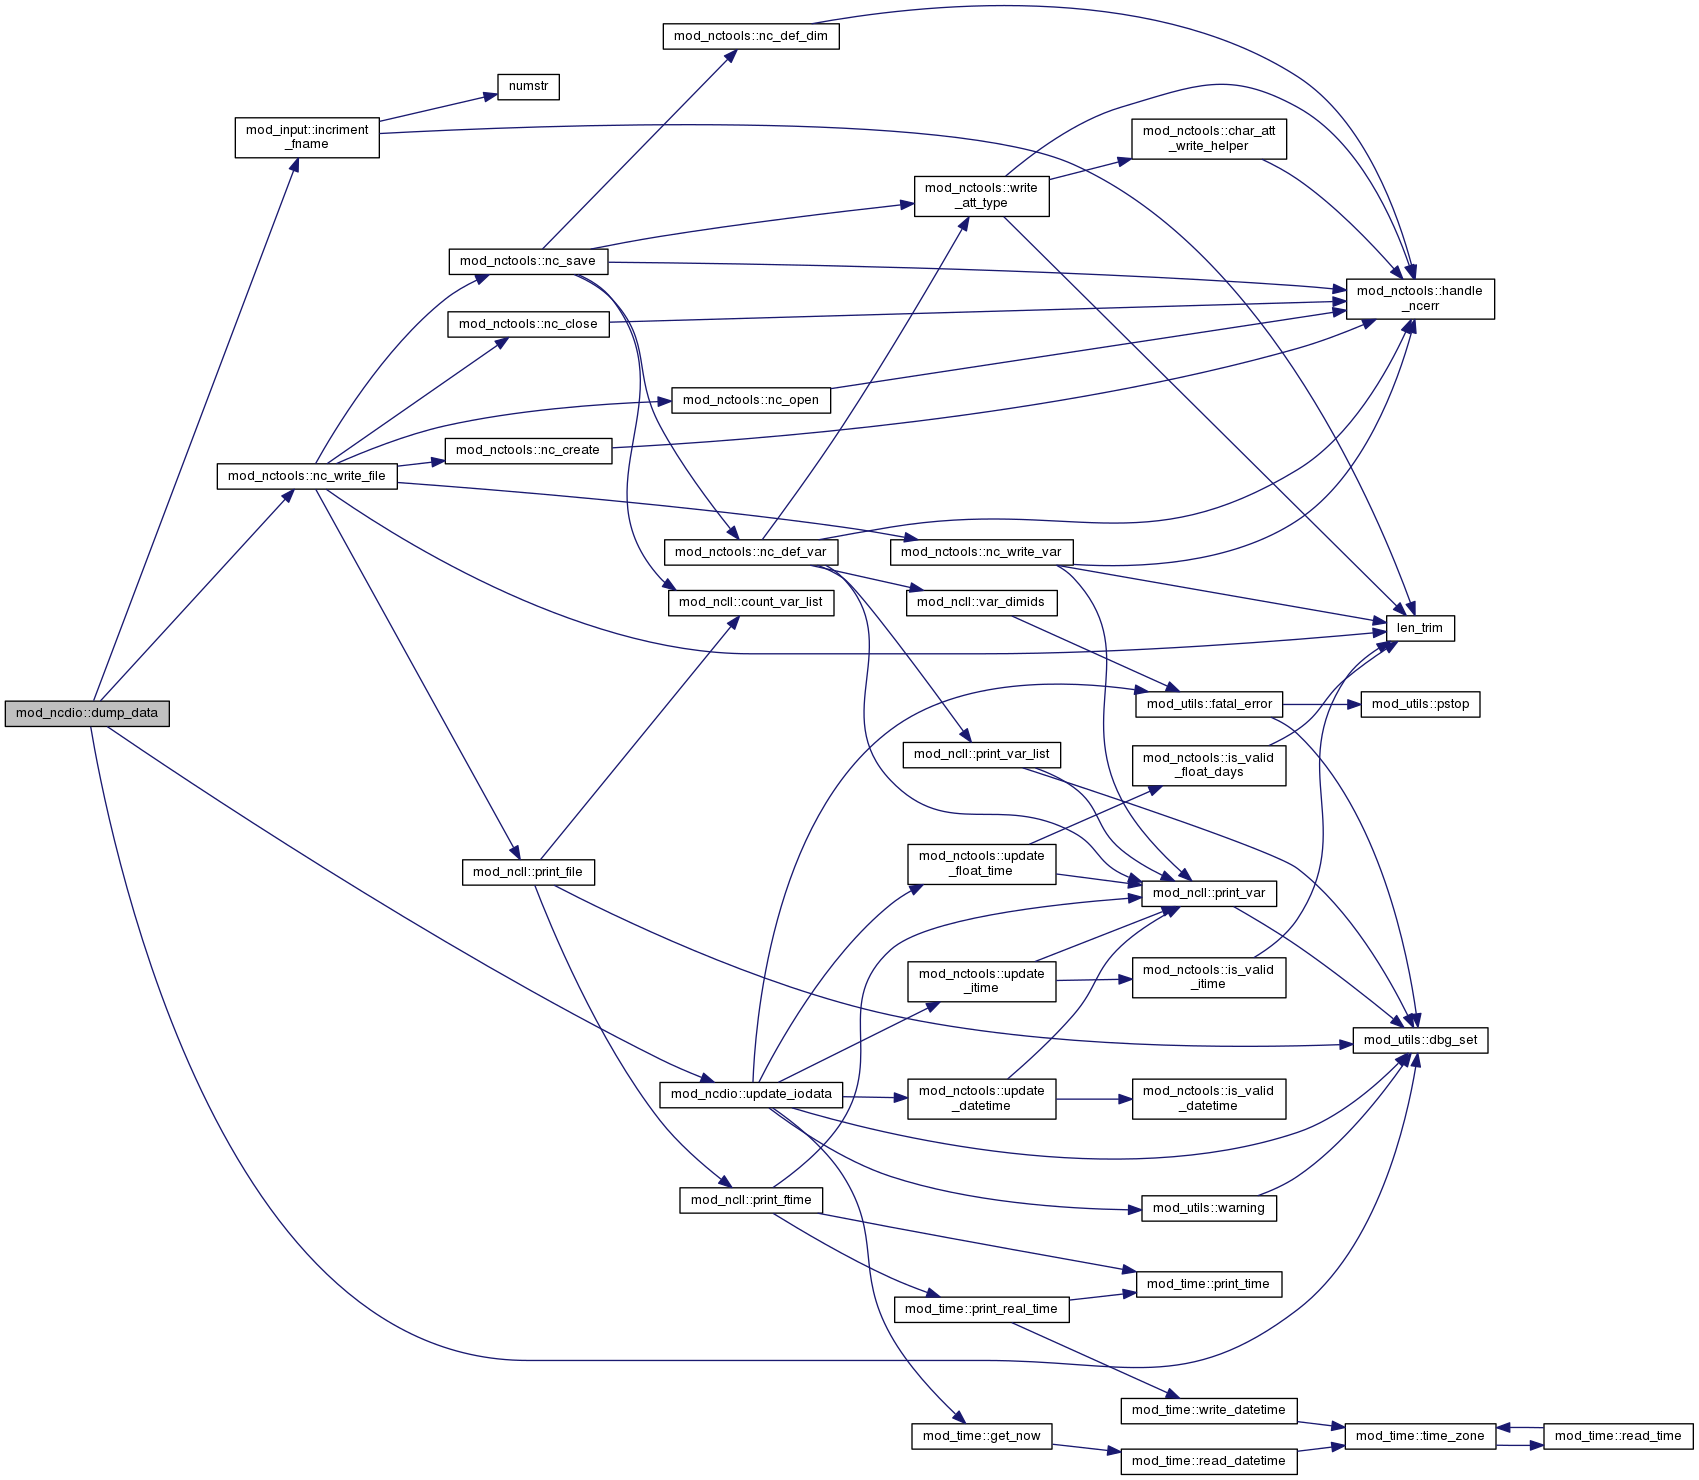 mod_nctools::nc_def_dim
numstr
mod_input::incriment
_fname
mod_nctools::char_att
_write_helper
mod_nctools::write
_att_type
mod_nctools::nc_save
mod_nctools::handle
_ncerr
mod_nctools::nc_close
mod_nctools::nc_open
mod_nctools::nc_create
mod_nctools::nc_write_file
mod_nctools::nc_def_var
mod_nctools::nc_write_var
mod_ncll::count_var_list
mod_ncll::var_dimids
len_trim
mod_ncdio::dump_data
mod_utils::fatal_error
mod_utils::pstop
mod_ncll::print_var_list
mod_nctools::is_valid
_float_days
mod_ncll::print_file
mod_nctools::update
_float_time
mod_ncll::print_var
mod_nctools::update
_itime
mod_nctools::is_valid
_itime
mod_utils::dbg_set
mod_ncdio::update_iodata
mod_nctools::update
_datetime
mod_nctools::is_valid
_datetime
mod_ncll::print_ftime
mod_utils::warning
mod_time::print_time
mod_time::print_real_time
mod_time::write_datetime
mod_time::get_now
mod_time::time_zone
mod_time::read_time
mod_time::read_datetime